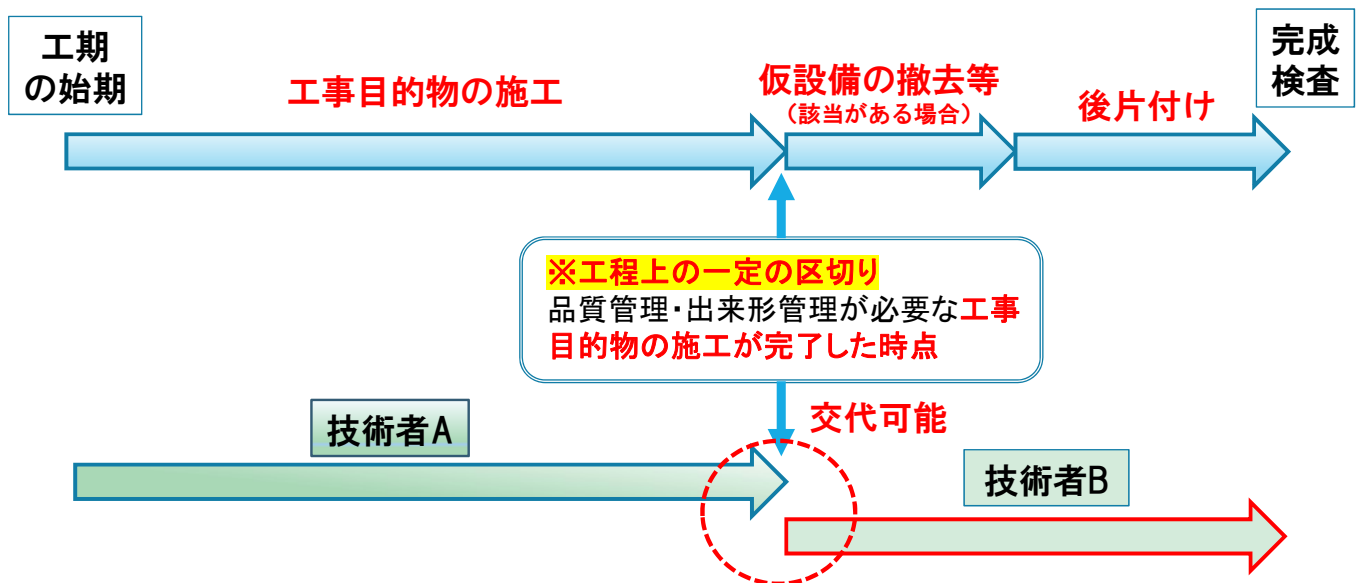 工期
の始期
工事目的物の施工
仮設備の撤去等
（該当がある場合）
後片付け
完成
検査
※工程上の一定の区切り
品質管理・出来形管理が必要な工事
目的物の施工が完了した時点
交代可能
技術者A
技術者B